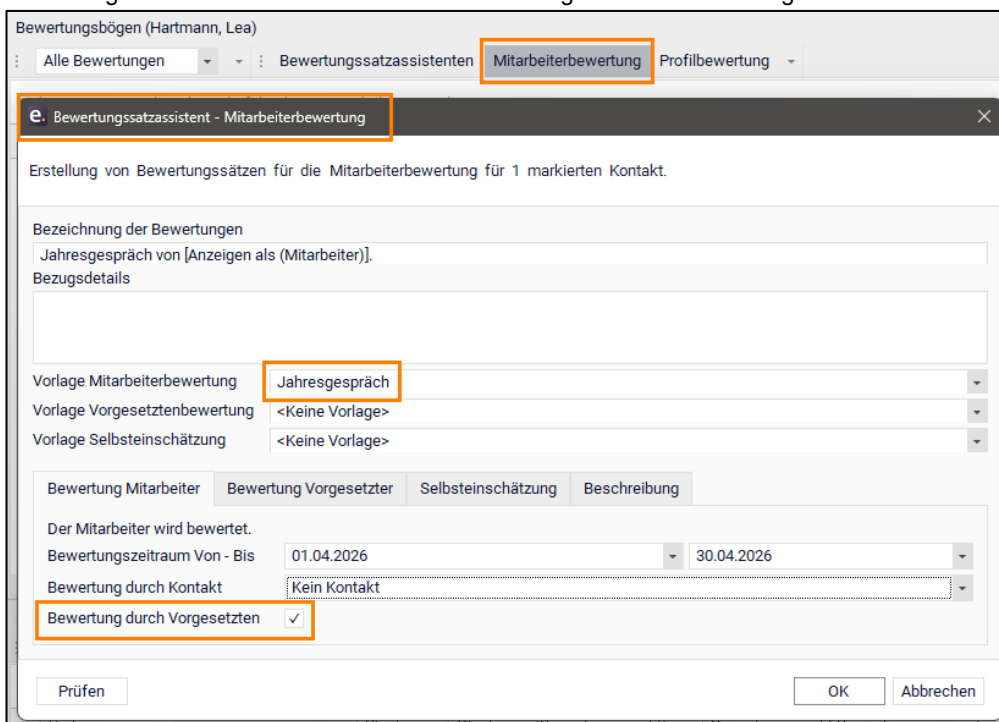 Bewertungsbögen (Hartmann, Lea)
Alle Bewertungen Bewertungssatzassistenten Mitarbeiterbewertung Profilbewertung
e. Bewertungssatzassistent - Mitarbeiterbewertung
Erstellung von Bewertungssätzen für die Mitarbeiterbewertung für 1 markierten Kontakt.
Bezeichnung der Bewertungen
Jahresgespräch von [Anzeigen als (Mitarbeiter)].
Bezugsdetails
Vorlage Mitarbeiterbewertung Jahresgespräch
Vorlage Vorgesetztenbewertung <Keine Vorlage>
Vorlage Selbsteinschätzung <Keine Vorlage>
Bewertung Mitarbeiter Bewertung Vorgesetzter Selbsteinschätzung Beschreibung
Der Mitarbeiter wird bewertet.
Bewertungszeitraum Von - Bis 01.04.2026 30.04.2026
Bewertung durch Kontakt Kein Kontakt
Bewertung durch Vorgesetzten
Prüfen OK Abbrechen